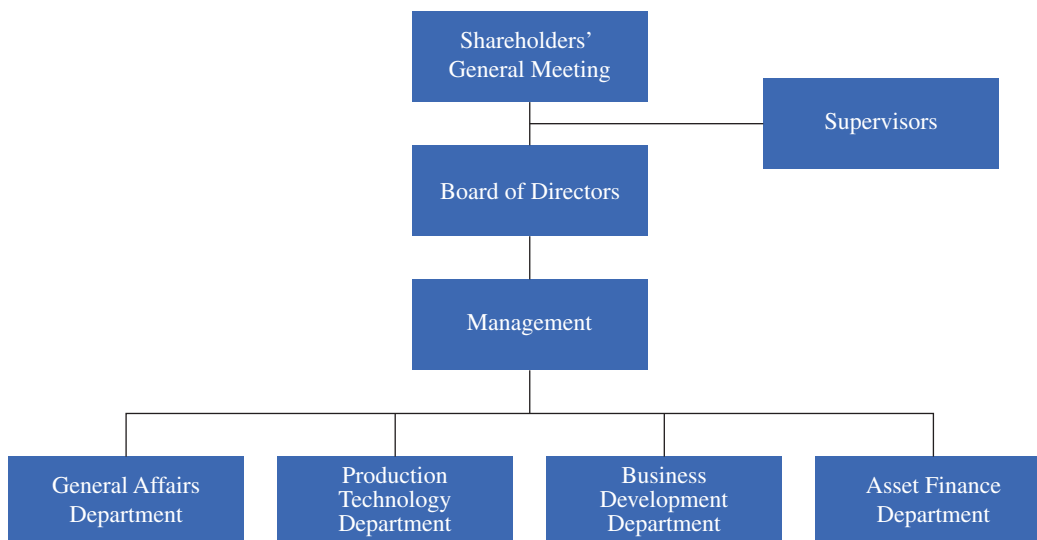 Shareholders’
General Meeting
Supervisors
Board of Directors
Management
General Affairs
Department
Production
Technology
Department
Business
Development
Department
Asset Finance
Department